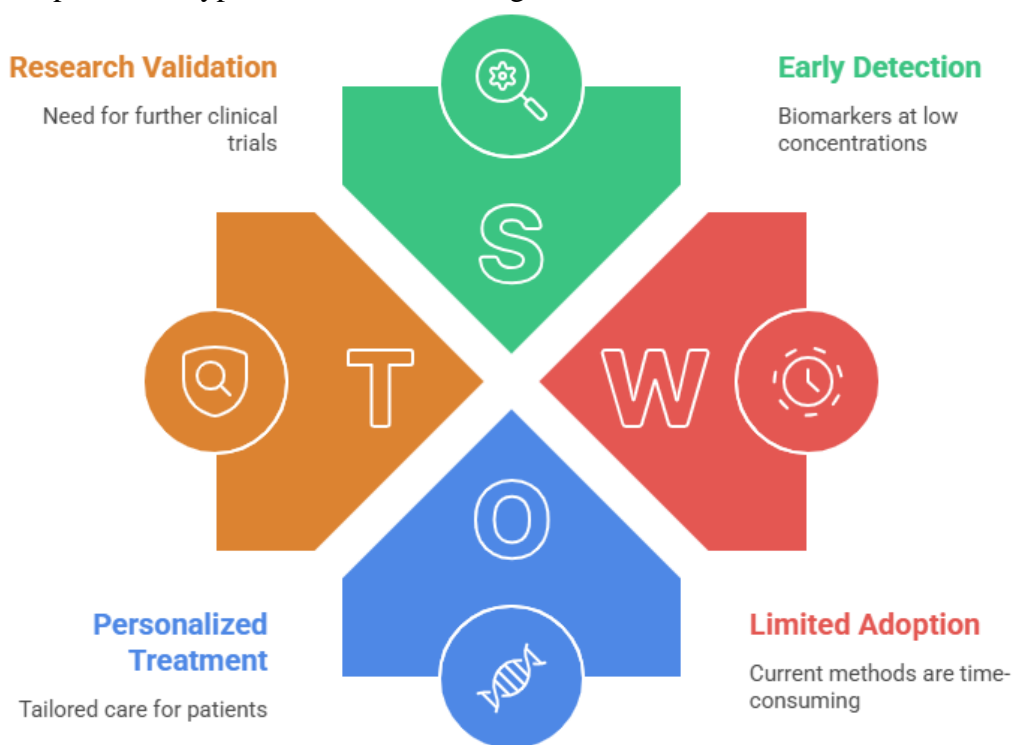 Research Validation
Need for further clinical
trials
Early Detection
Biomarkers at low
concentrations
S
T
W
O
Personalized
Treatment
Tailored care for patients
Limited Adoption
Current methods are time-
consuming